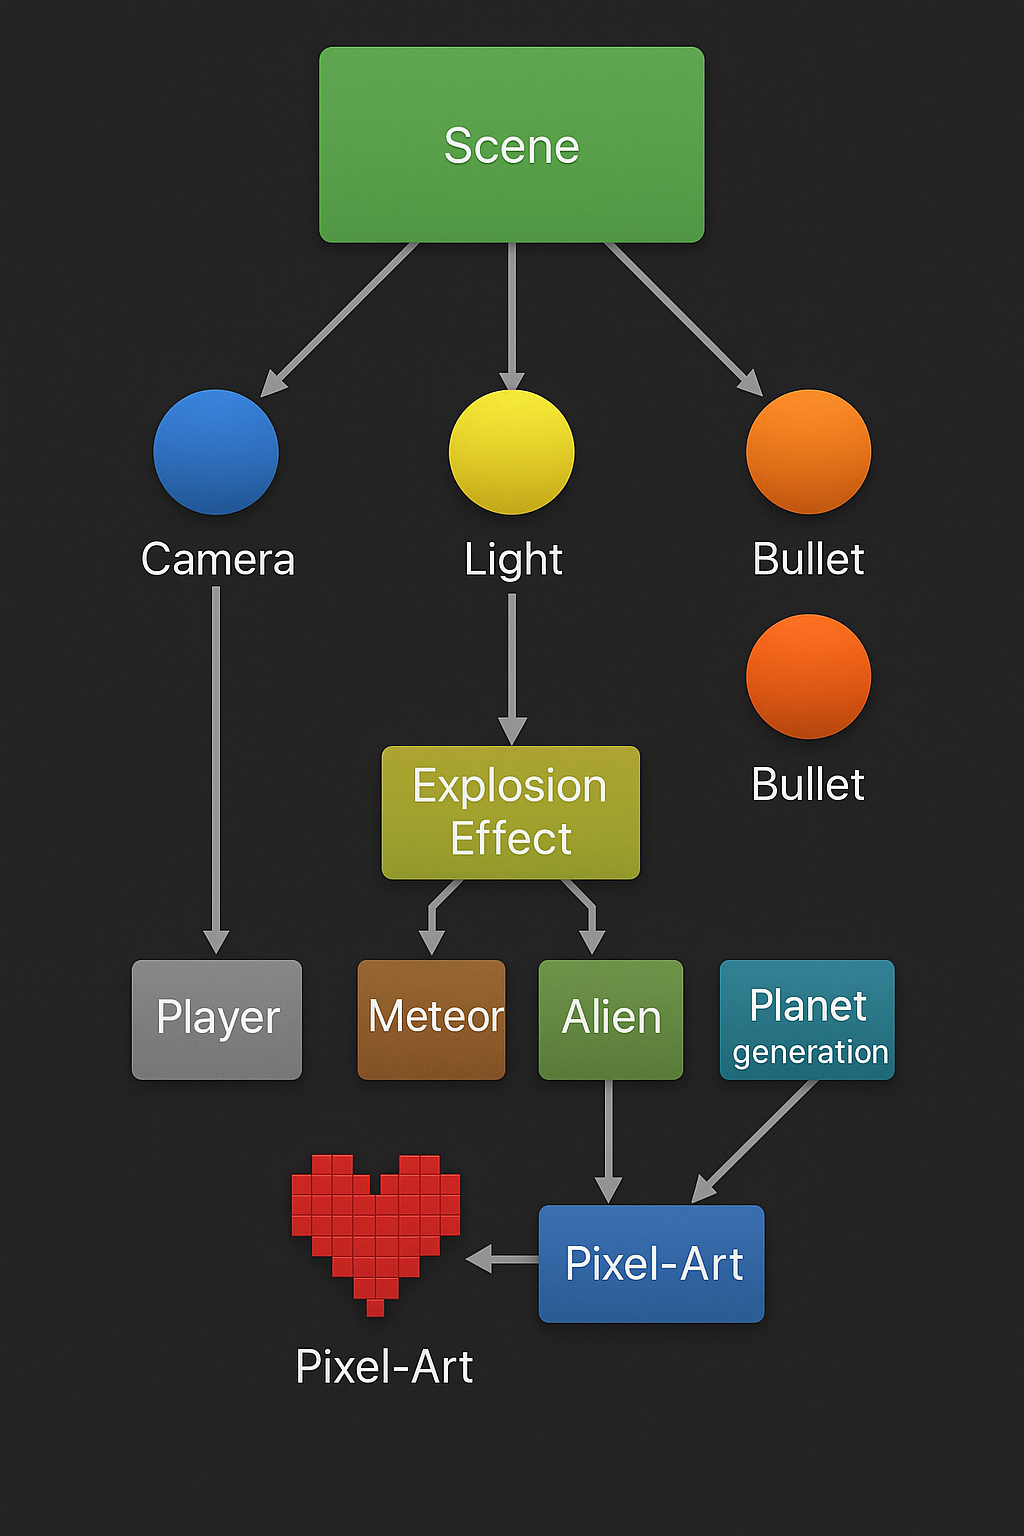 Scene
Camera
Light
Bullet
Bullet
Explosion
Effect
Player
Meteor
Alien
Planet
generation
Pixel-Art
Pixel-Art